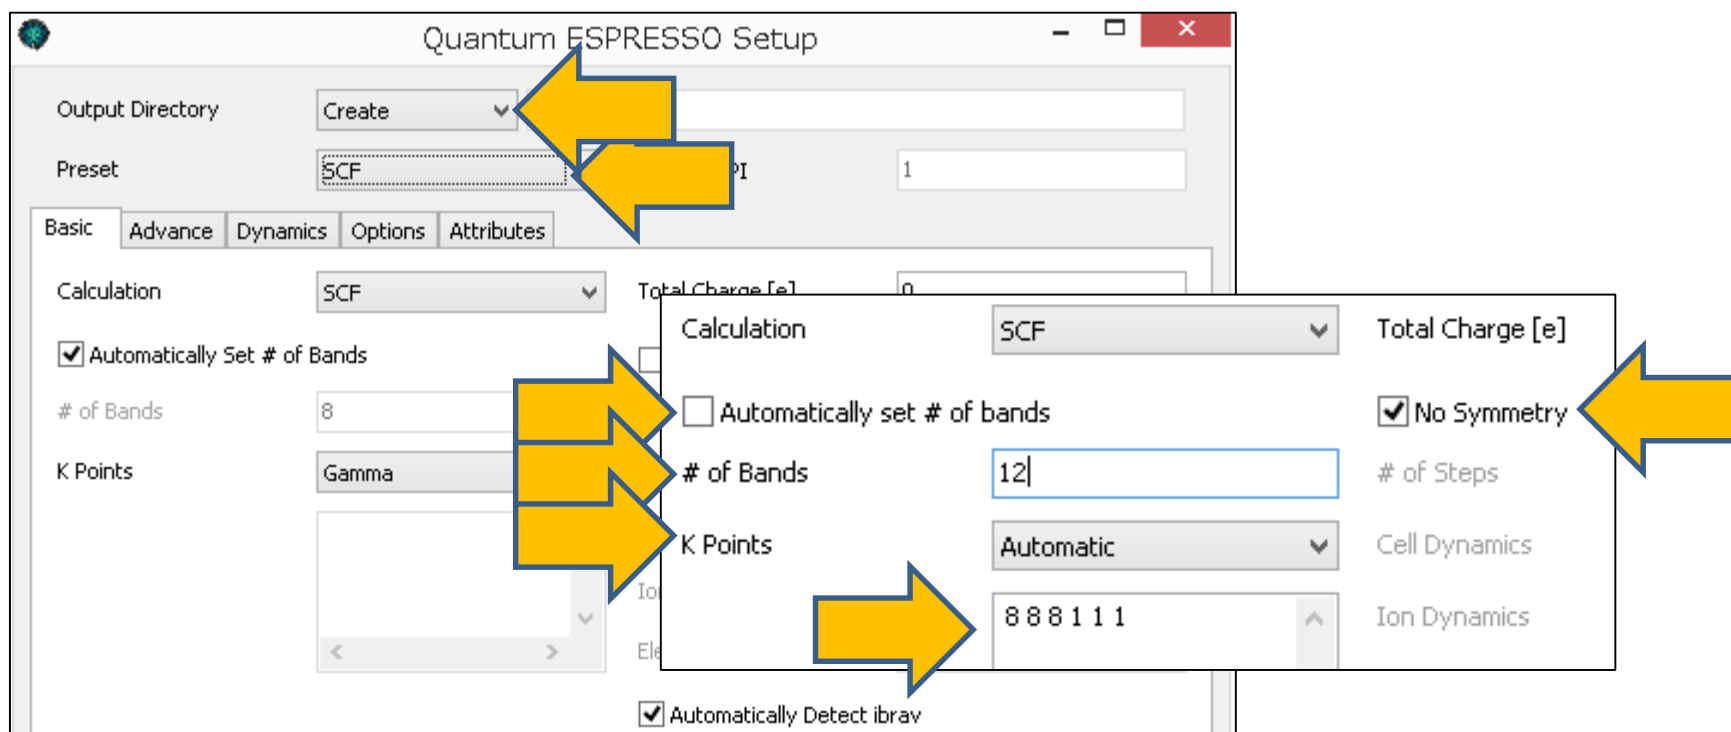 Quantum ESPRESSO Setup
Output Directory Create
Preset SCF PI 1
Basic Advance Dynamics Options Attributes
Calculation SCF Total Charge [e] 0
Automatically Set # of Bands
# of Bands 8
K Points Gamma
Automatically Detect ibrav
Calculation SCF Total Charge [e]
Automatically set # of bands No Symmetry
# of Bands 12 # of Steps
K Points Automatic Cell Dynamics
8 8 8 1 1 1 Ion Dynamics